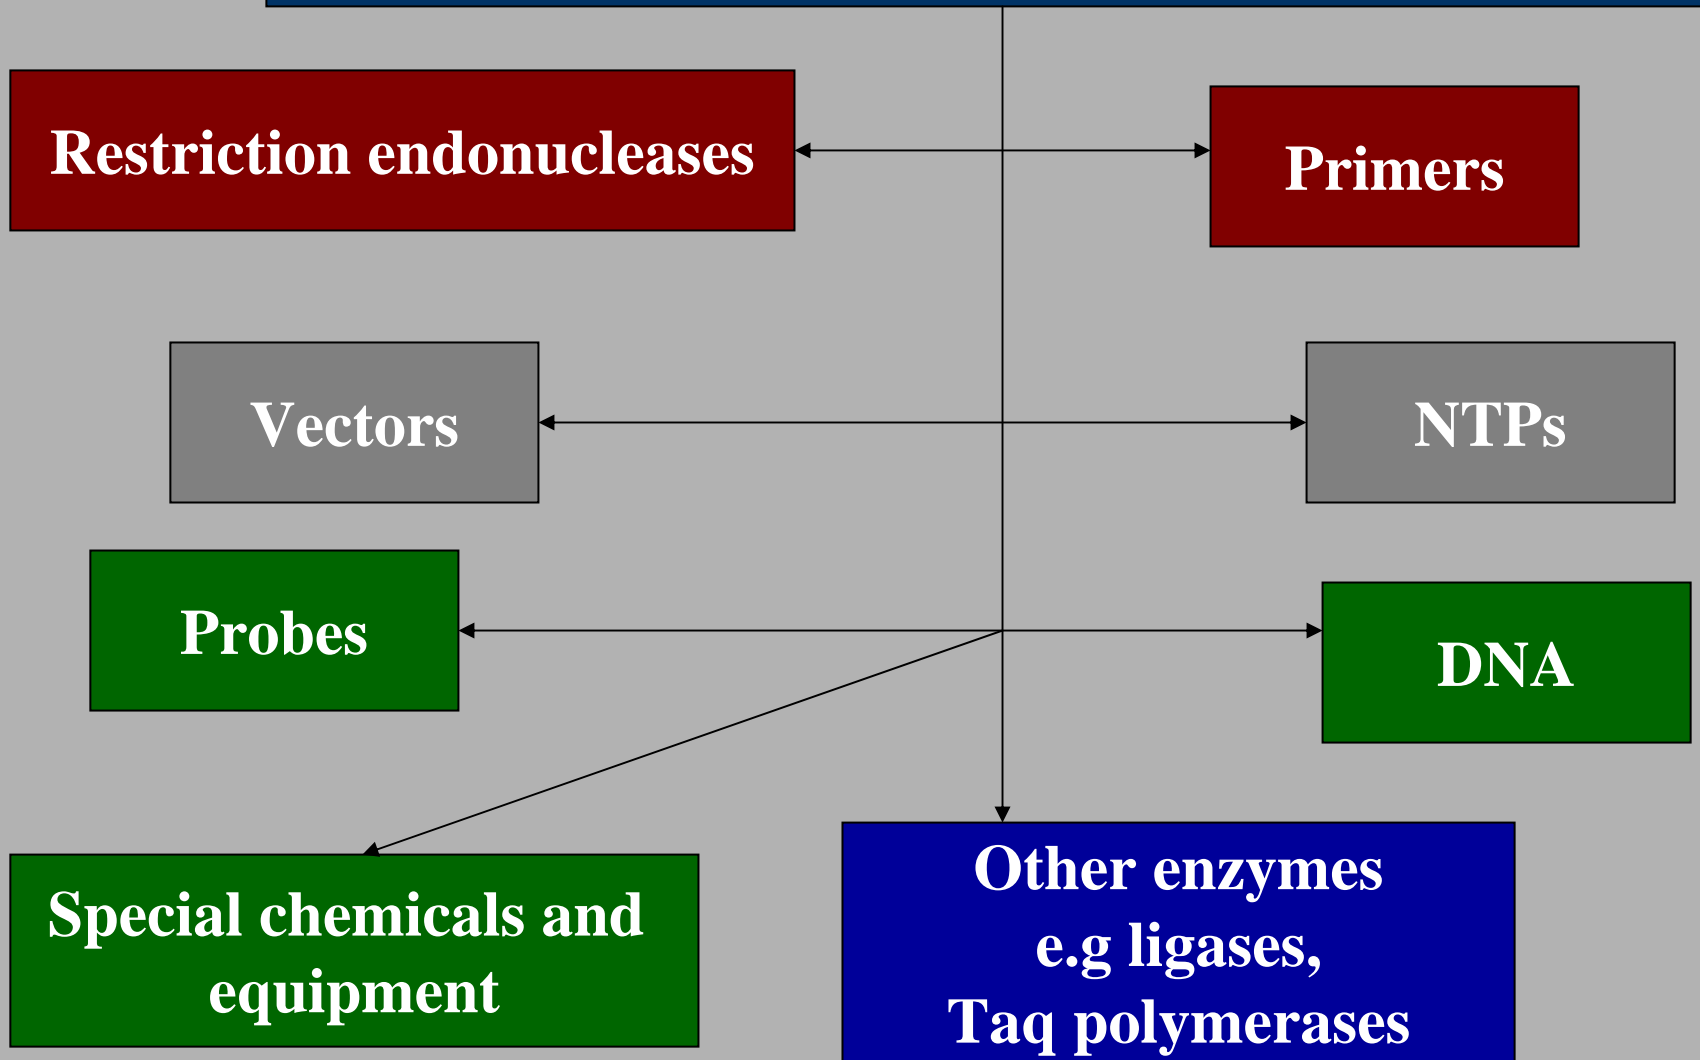 Restriction endonucleases
Primers
Vectors
NTPs
Probes
DNA
Special chemicals and
equipment
Other enzymes
e.g ligases,
Taq polymerases